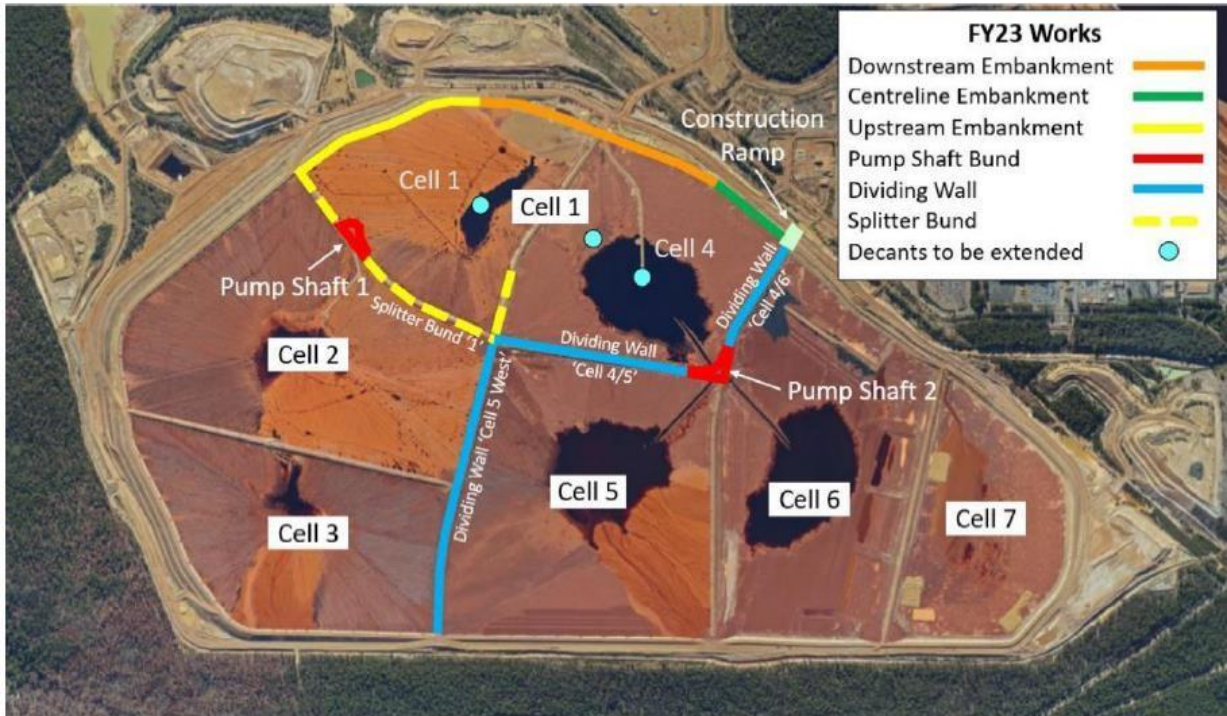 FY23 Works
Downstream Embankment
Centreline Embankment
Upstream Embankment
Pump Shaft Bund
Dividing Wall
Splitter Bund
Decants to be extended
Construction
Ramp
Cell 1
Cell 1
Cell 4
Pump Shaft 1
Splitter Bund '1'
Dividing Wall
'Cell 4/6'
Dividing Wall
'Cell 4/5'
Pump Shaft 2
Cell 2
Dividing Wall 'Cell 5 West'
Cell 3
Cell 5
Cell 6
Cell 7